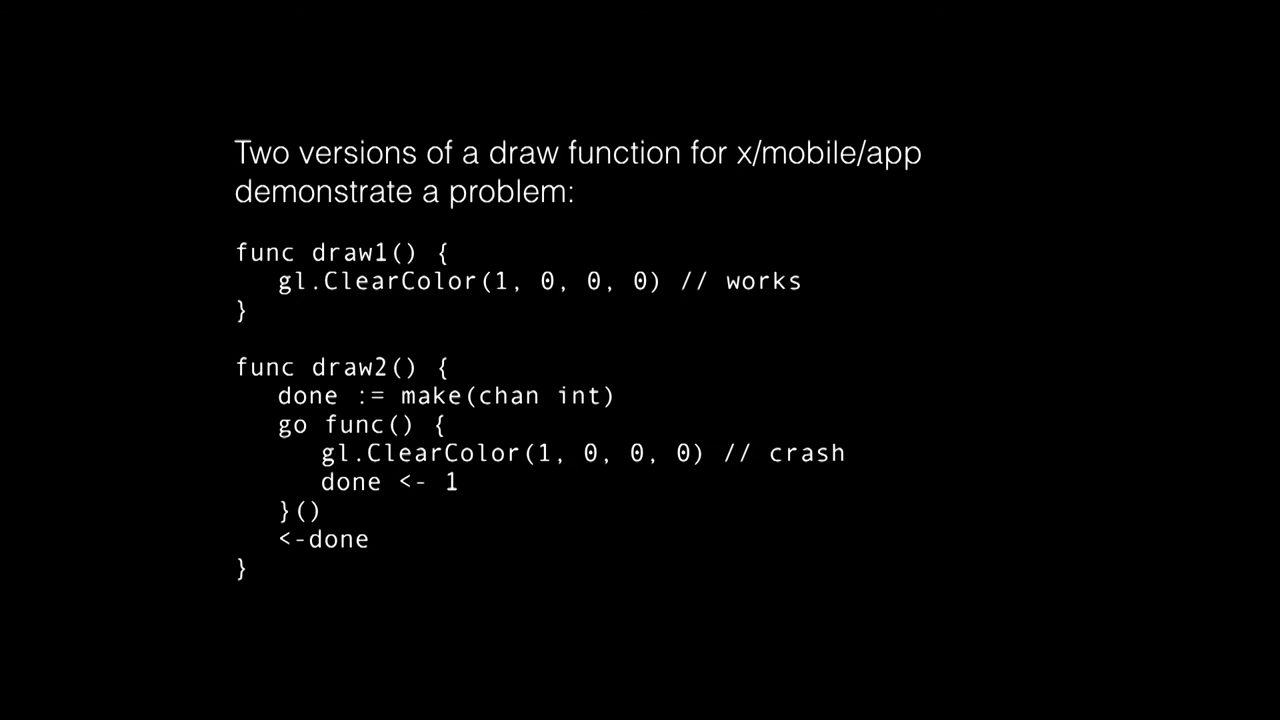 Two versions of a draw function for x/mobile/app
demonstrate a problem:
func draw1() {
   gl.ClearColor(1, 0, 0, 0) // works
}
func draw2() {
   done := make(chan int)
   go func() {
      gl.ClearColor(1, 0, 0, 0) // crash
      done <- 1
   }()
   <-done
}